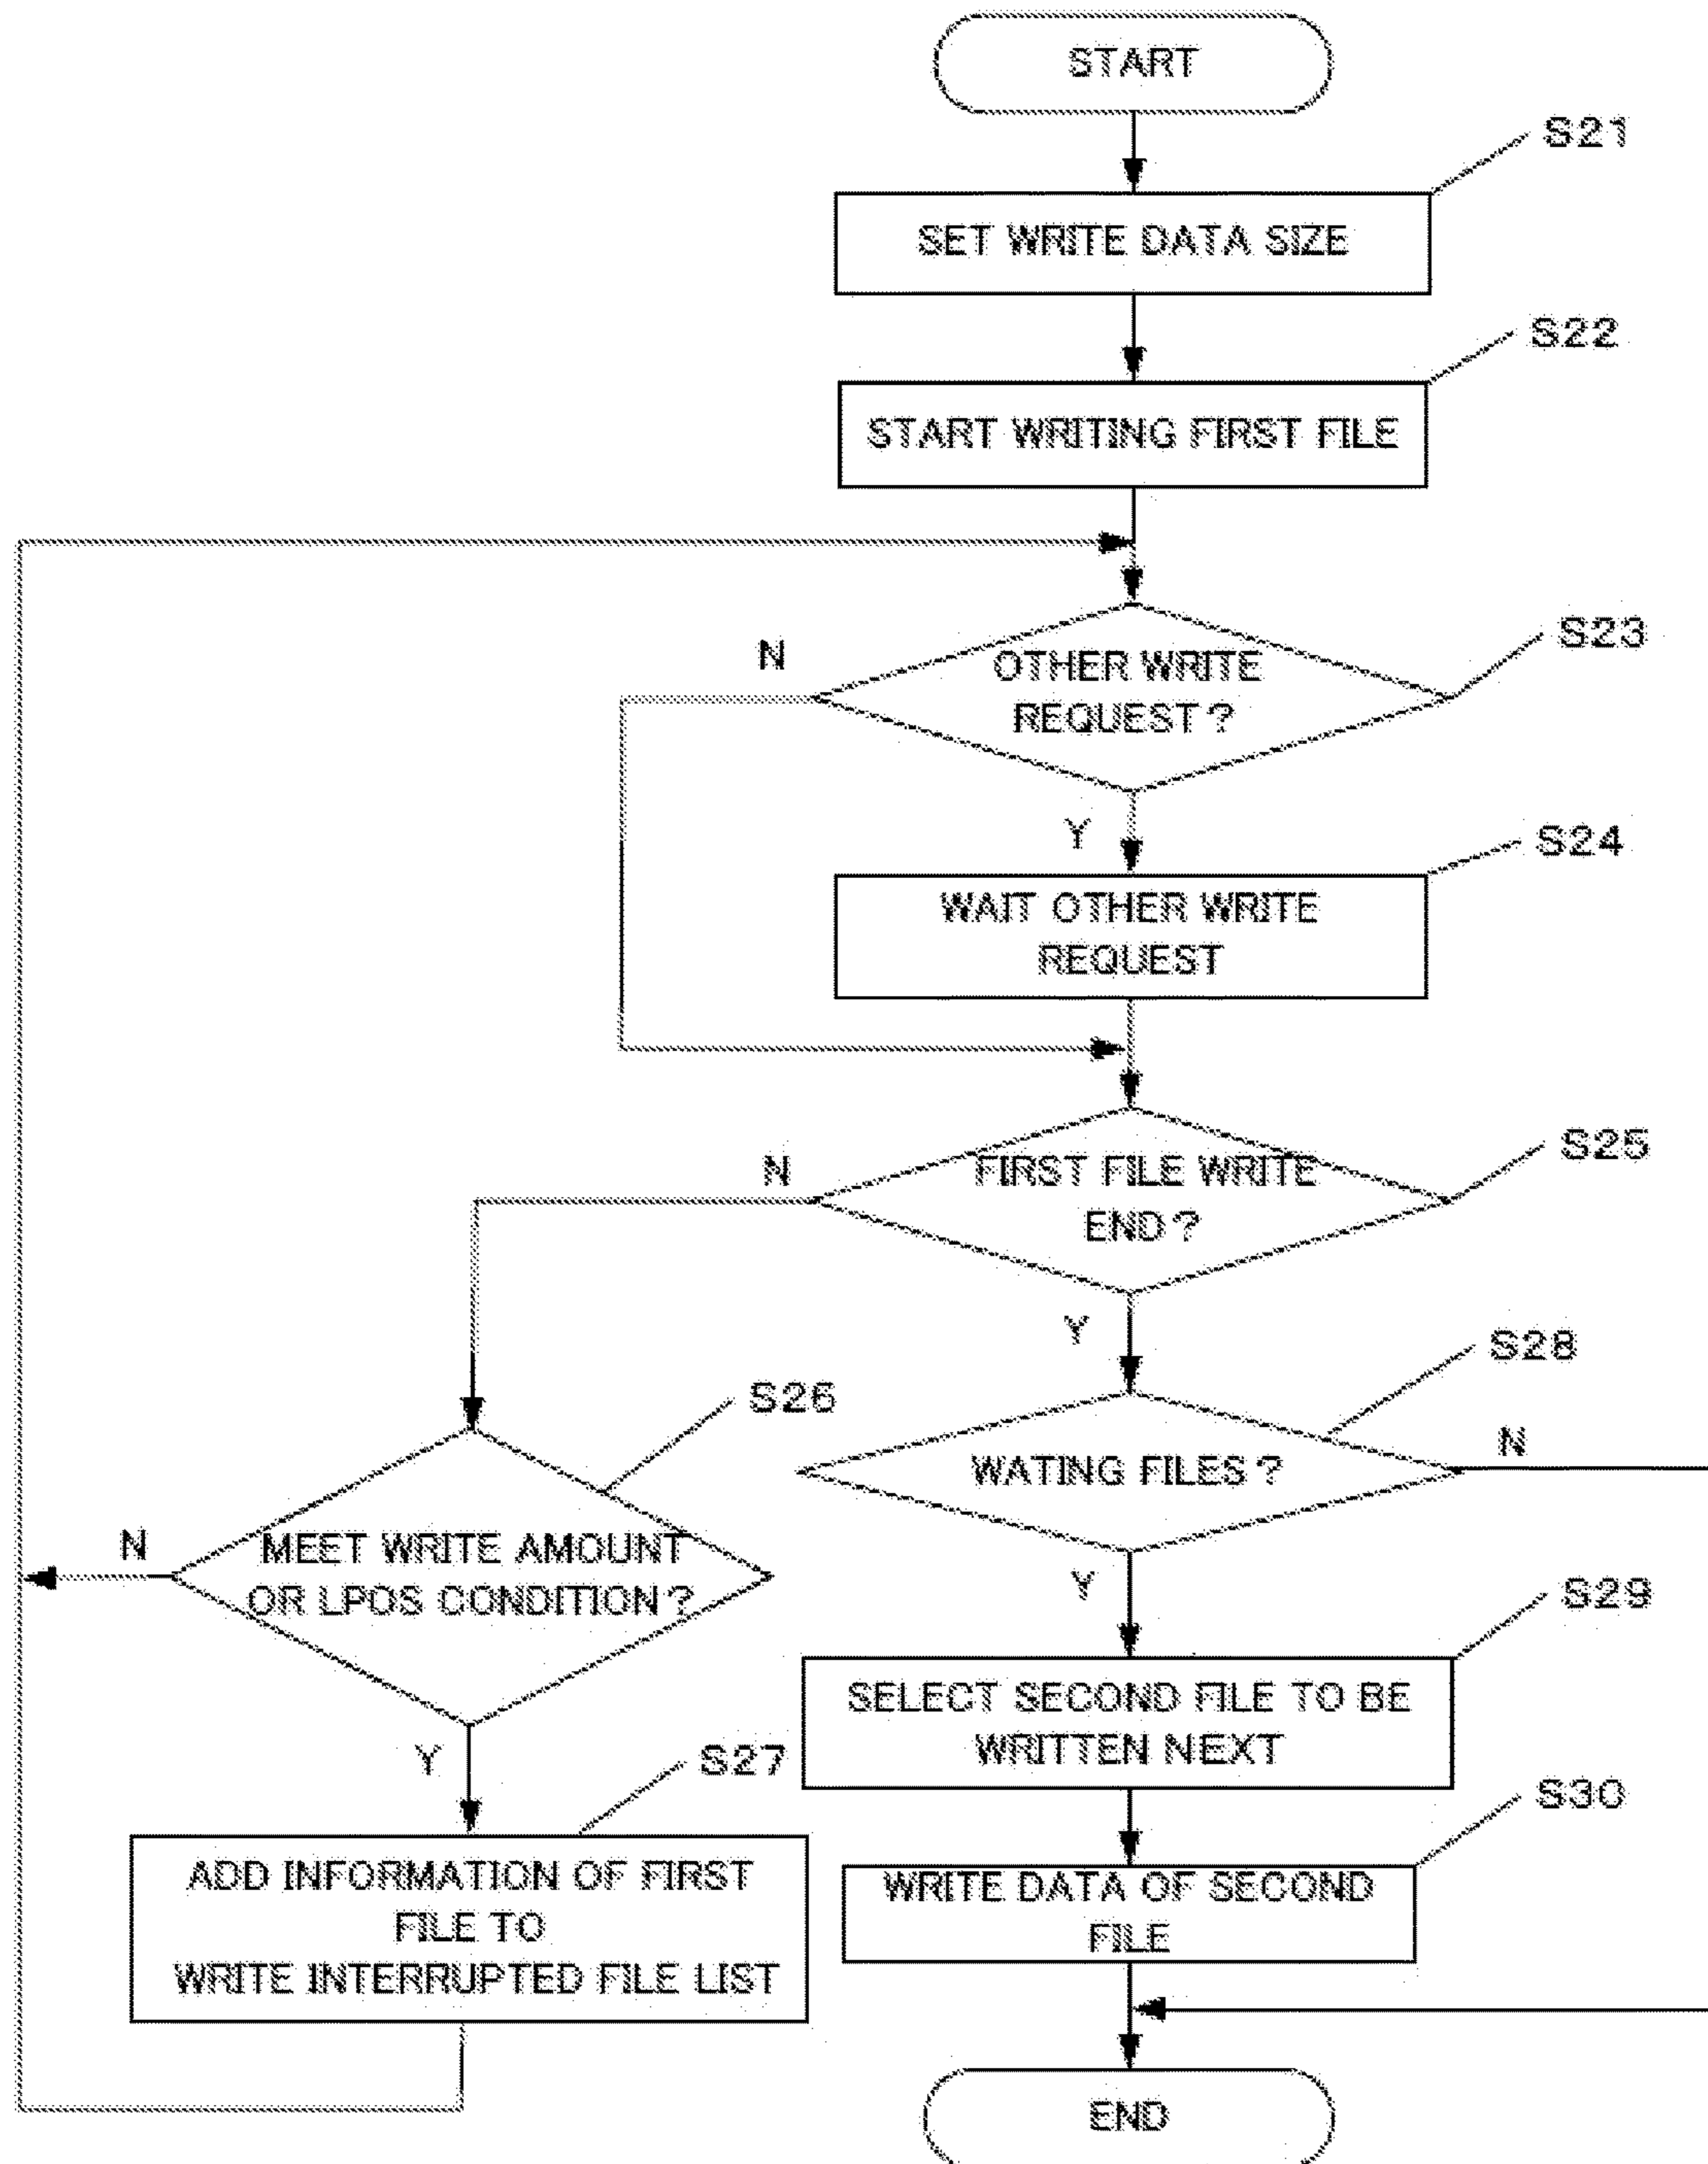 START
S21
SET WRITE DATA SIZE
S22
START WRITING FIRST FILE
S23
N
OTHER WRITE
REQUEST?
Y
S24
WAIT OTHER WRITE
REQUEST
S25
N
FIRST FILE WRITE
END?
Y
S28
WATING FILES?
N
S26
MEET WRITE AMOUNT
OR LPOS CONDITION?
N
Y
Y
S29
SELECT SECOND FILE TO BE
WRITTEN NEXT
S27
ADD INFORMATION OF FIRST
FILE TO
WRITE INTERRUPTED FILE LIST
S30
WRITE DATA OF SECOND
FILE
END